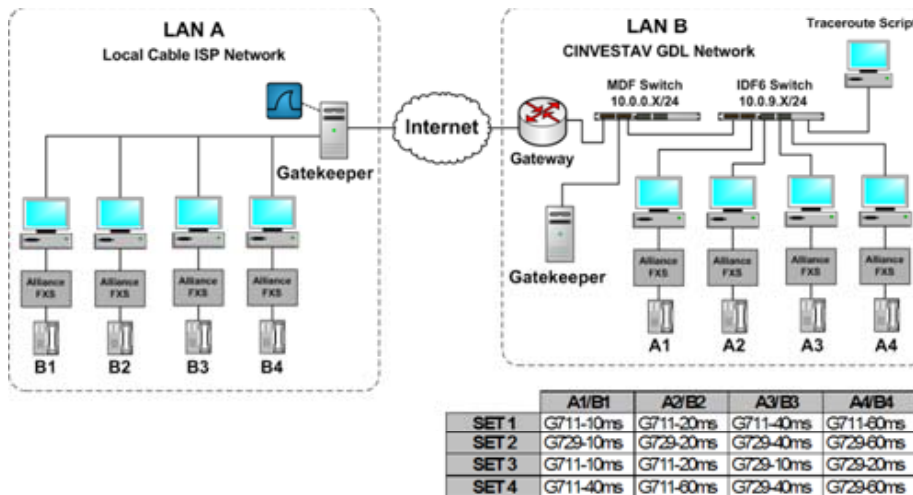 LAN A
Local Cable ISP Network
Gatekeeper
Alliance FXS
Alliance FXS
Alliance FXS
Alliance FXS
B1 B2 B3 B4
Internet
LAN B
CINVESTAV GDL Network
Traceroute Script
MDF Switch
10.0.0.X/24
IDF6 Switch
10.0.9.X/24
Gateway
Gatekeeper
Alliance FXS
Alliance FXS
Alliance FXS
Alliance FXS
A1 A2 A3 A4
A1/B1 A2/B2 A3/B3 A4/B4
SET 1 G711-10ms G711-20ms G711-40ms G711-60ms
SET 2 G729-10ms G729-20ms G729-40ms G729-60ms
SET 3 G711-10ms G711-20ms G729-10ms G729-20ms
SET 4 G711-40ms G711-60ms G729-40ms G729-60ms